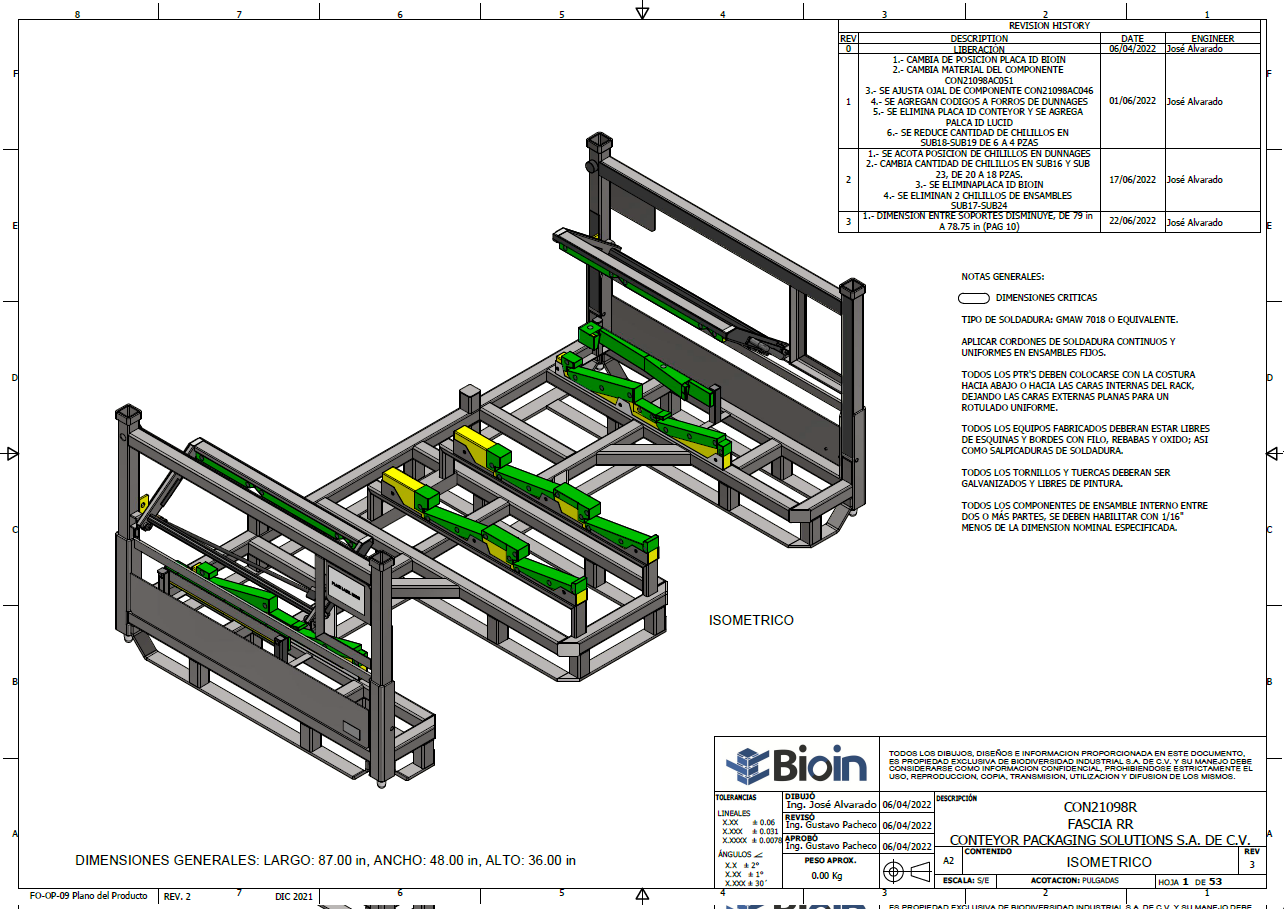 8 7 6 5 4 3 2 1
REVISION HISTORY
REV DESCRIPTION DATE ENGINEER
0 LIBERACIÓN 06/04/2022 José Alvarado
1.- CAMBIA DE POSICION PLACA ID BIOIN
2.- CAMBIA MATERIAL DEL COMPONENTE
CON21098AC051
3.- SE AJUSTA OJAL DE COMPONENTE CON21098AC046
4.- SE AGREGAN CODIGOS A FORROS DE DUNNAGES
1 01/06/2022 José Alvarado
5.- SE ELIMINA PLACA ID CONTEYOR Y SE AGREGA
PALCA ID LUCID
6.- SE REDUCE CANTIDAD DE CHILILLOS EN
SUB18-SUB19 DE 6 A 4 PZAS
1.- SE ACOTA POSICION DE CHILILLOS EN DUNNAGES
2.- CAMBIA CANTIDAD DE CHILILLOS EN SUB16 Y SUB
23, DE 20 A 18 PZAS.
2 17/06/2022 José Alvarado
3.- SE ELIMINAPLACA ID BIOIN
4.- SE ELIMINAN 2 CHILILLOS DE ENSAMBLES
SUB17-SUB24
1.- DIMENSION ENTRE SOPORTES DISMINUYE, DE 79 in
3 22/06/2022 José Alvarado
A 78.75 in (PAG 10)
F F
E E
D D
C C
B B
A A
NOTAS GENERALES:
DIMENSIONES CRITICAS
TIPO DE SOLDADURA: GMAW 7018 O EQUIVALENTE.
APLICAR CORDONES DE SOLDADURA CONTINUOS Y
UNIFORMES EN ENSAMBLES FIJOS.
TODOS LOS PTR'S DEBEN COLOCARSE CON LA COSTURA
HACIA ABAJO O HACIA LAS CARAS INTERNAS DEL RACK,
DEJANDO LAS CARAS EXTERNAS PLANAS PARA UN
ROTULADO UNIFORME.
TODOS LOS EQUIPOS FABRICADOS DEBERAN ESTAR LIBRES
DE ESQUINAS Y BORDES CON FILO, REBABAS Y OXIDO; ASI
COMO SALPICADURAS DE SOLDADURA.
TODOS LOS TORNILLOS Y TUERCAS DEBERAN SER
GALVANIZADOS Y LIBRES DE PINTURA.
TODOS LOS COMPONENTES DE ENSAMBLE INTERNO ENTRE
DOS O MÁS PARTES, SE DEBEN HABILITAR CON 1/16"
MENOS DE LA DIMENSION NOMINAL ESPECIFICADA.
ISOMETRICO
Bioin
TODOS LOS DIBUJOS, DISEÑOS E INFORMACION PROPORCIONADA EN ESTE DOCUMENTO,
ES PROPIEDAD EXCLUSIVA DE BIODIVERSIDAD INDUSTRIAL S.A. DE C.V. Y SU MANEJO DEBE
CONSIDERARSE COMO INFORMACION CONFIDENCIAL, PROHIBIENDOSE ESTRICTAMENTE EL
USO, REPRODUCCION, COPIA, TRANSMISION, UTILIZACION Y DIFUSION DE LOS MISMOS.
TOLERANCIAS
LINEALES
X.XX ± 0.06
X.XXX ± 0.031
X.XXXX ± 0.0078
ÁNGULOS
X.X ± 2°
X.XX ± 1°
X.XXX ± 30´
DIBUJÓ
Ing. José Alvarado 06/04/2022
REVISÓ
Ing. Gustavo Pacheco 06/04/2022
APROBÓ
Ing. Gustavo Pacheco 06/04/2022
PESO APROX.
0.00 Kg
DESCRIPCIÓN
CON21098R
FASCIA RR
CONTEYOR PACKAGING SOLUTIONS S.A. DE C.V.
A2 CONTENIDO REV
ISOMETRICO 3
ESCALA: S/E ACOTACION: PULGADAS HOJA 1 DE 53
DIMENSIONES GENERALES: LARGO: 87.00 in, ANCHO: 48.00 in, ALTO: 36.00 in
FO-OP-09 Plano del Producto REV. 2 DIC 2021
6 5 4 3 2 1
ES PROPIEDAD EXCLUSIVA DE BIODIVERSIDAD INDUSTRIAL S.A. DE C.V. Y SU MANEJO DEBE